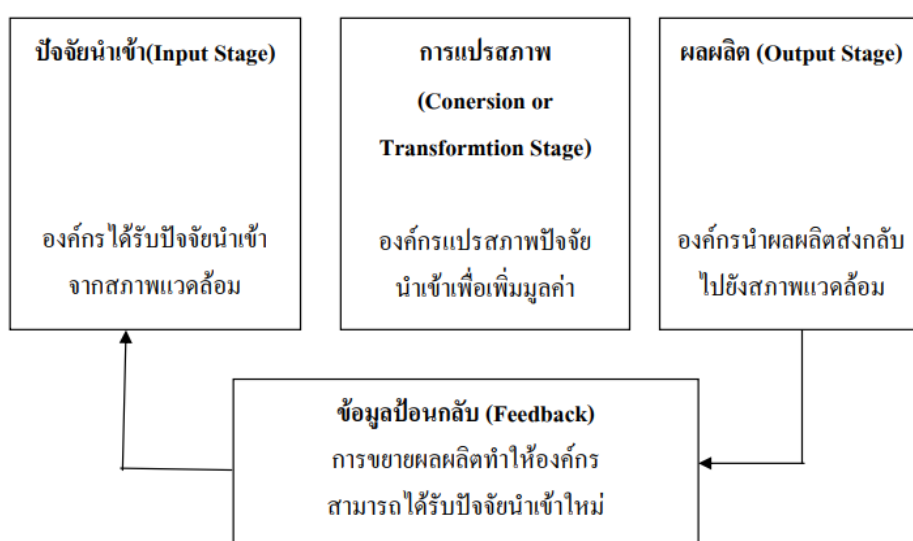 ปัจจัยนำเข้า(Input Stage)
องค์กรได้รับปัจจัยนำเข้า
จากสภาพแวดล้อม
การแปรสภาพ
(Conersion or
Transformtion Stage)
องค์กรแปรสภาพปัจจัย
นำเข้าเพื่อเพิ่มมูลค่า
ผลผลิต (Output Stage)
องค์กรนำผลผลิตส่งกลับ
ไปยังสภาพแวดล้อม
ข้อมูลป้อนกลับ (Feedback)
การขยายผลผลิตทำให้องค์กร
สามารถได้รับปัจจัยนำเข้าใหม่